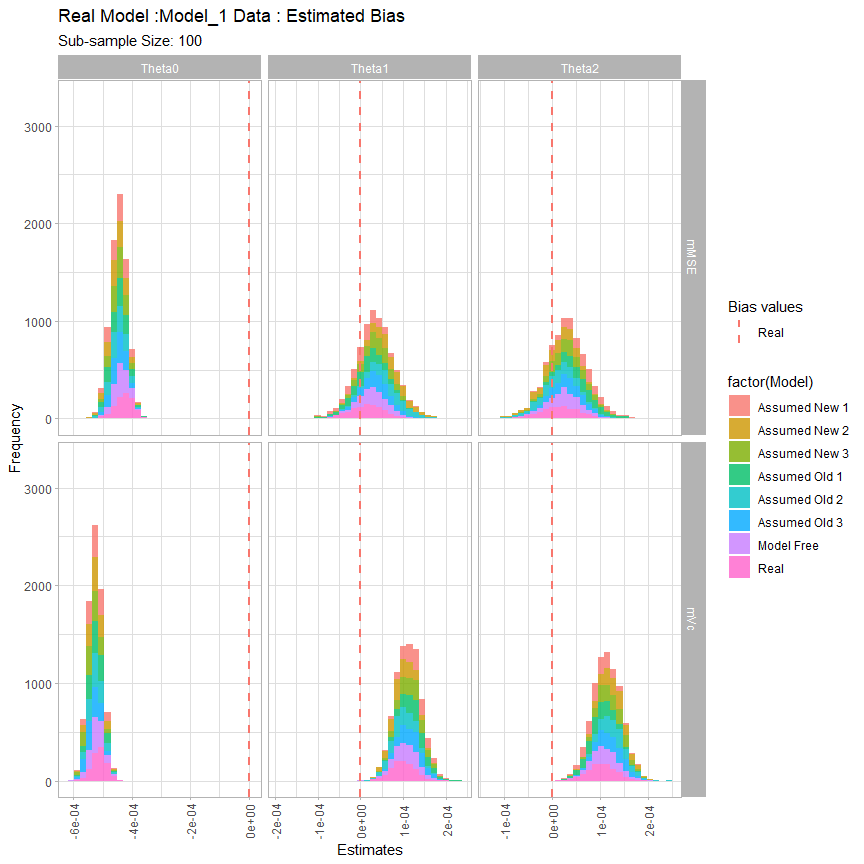 Real Model :Model_1 Data : Estimated Bias
Sub-sample Size: 100
Theta0
Theta1
Theta2
3000
2000
1000
0
mMSE
3000
2000
1000
0
mVc
Frequency
-6e-04
-4e-04
-2e-04
0e+00
-2e-04
-1e-04
0e+00
1e-04
2e-04
-1e-04
0e+00
1e-04
2e-04
Estimates
Bias values
Real
factor(Model)
Assumed New 1
Assumed New 2
Assumed New 3
Assumed Old 1
Assumed Old 2
Assumed Old 3
Model Free
Real